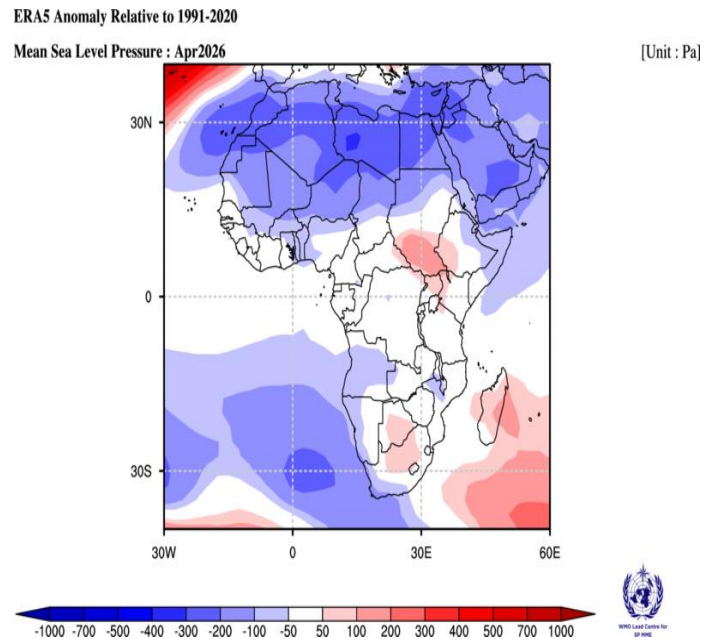 ERA5 Anomaly Relative to 1991-2020
Mean Sea Level Pressure : Apr2026 [Unit : Pa]
30N
0
30S
30W 0 30E 60E
-1000 -700 -500 -400 -300 -200 -100 -50 50 100 200 300 400 500 700 1000
WMO Lead Centre for
SP MME